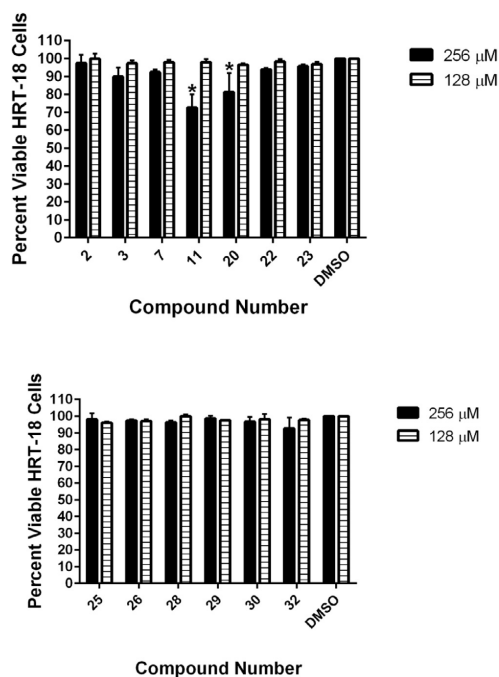 Percent Viable HRT-18 Cells
110
100
90
80
70
60
50
40
30
20
10
0
*
*
2 3 7 11 20 22 23 DMSO
Compound Number
256 μM
128 μM
Percent Viable HRT-18 Cells
110
100
90
80
70
60
50
40
30
20
10
0
25 26 28 29 30 32 DMSO
Compound Number
256 μM
128 μM